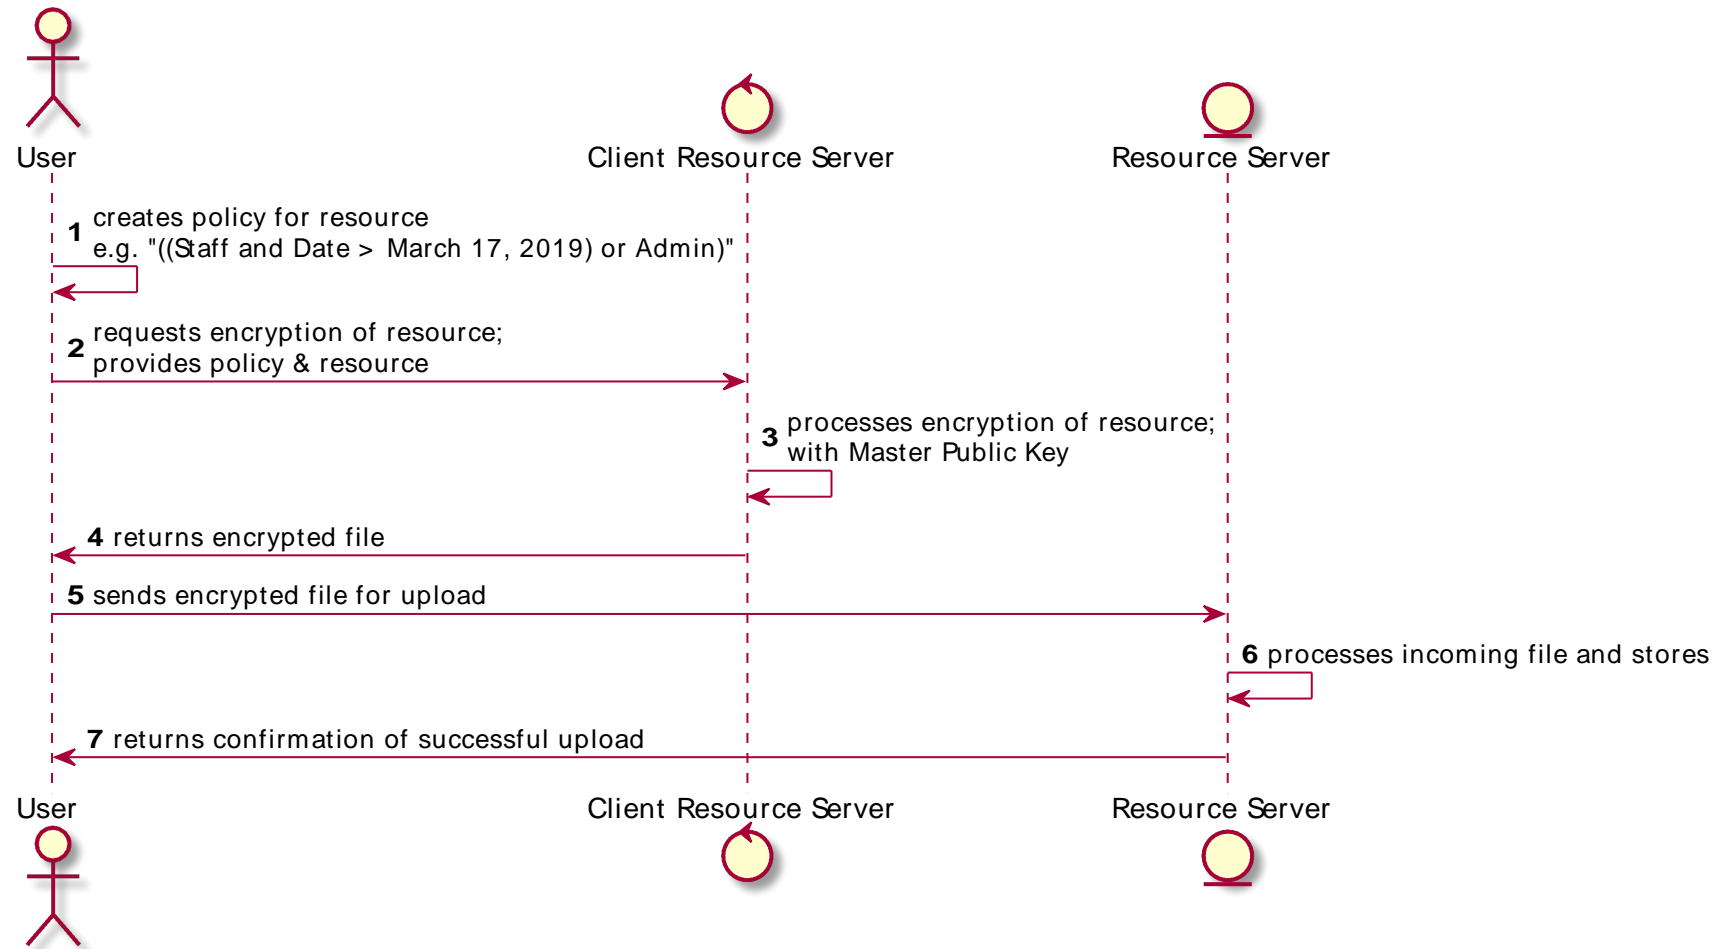 User
Client Resource Server
Resource Server
1 creates policy for resource
e.g. "((Staff and Date > March 17, 2019) or Admin)"
2 requests encryption of resource;
provides policy & resource
3 processes encryption of resource;
with Master Public Key
4 returns encrypted file
5 sends encrypted file for upload
6 processes incoming file and stores
7 returns confirmation of successful upload
User
Client Resource Server
Resource Server